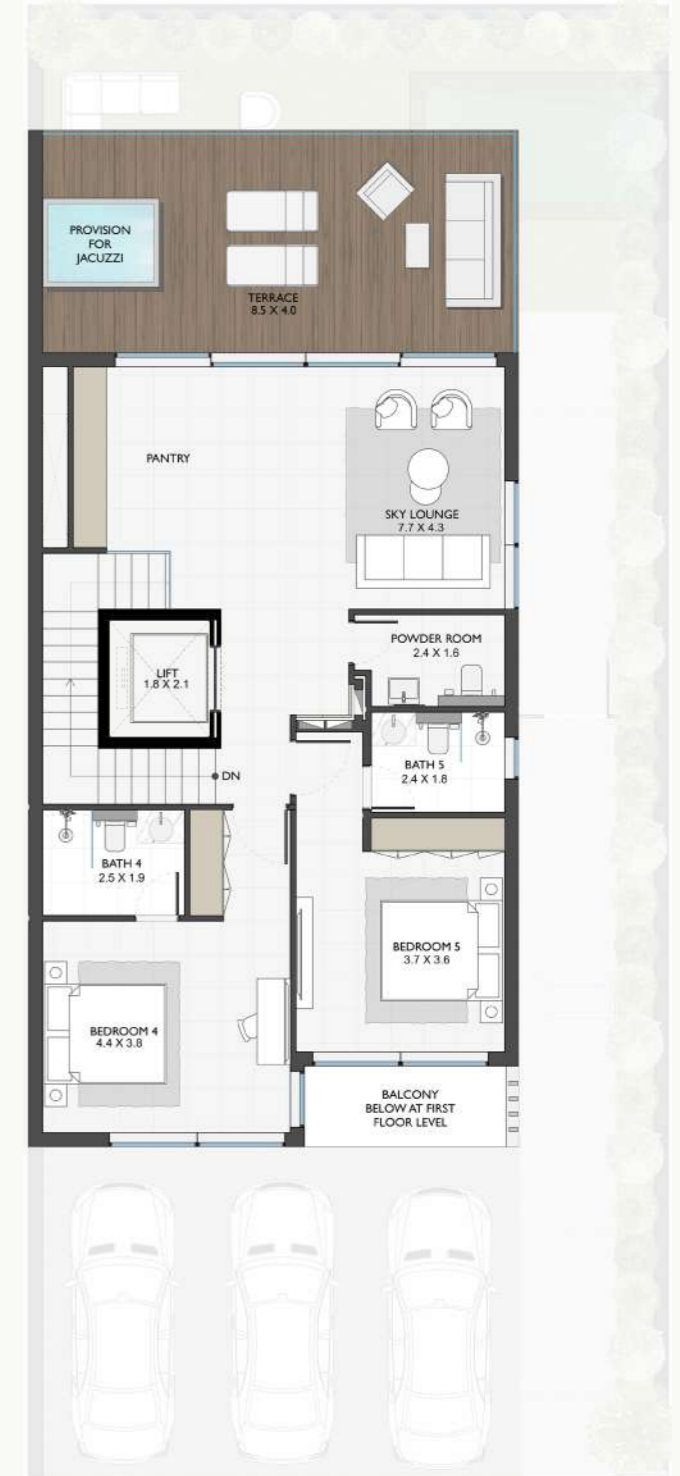 PROVISION
FOR
JACUZZI
TERRACE
8.5 X 4.0
PANTRY
SKY LOUNGE
7.7 X 4.3
POWDER ROOM
2.4 X 1.6
LIFT
1.8 X 2.1
BATH 5
2.4 X 1.8
DN
BATH 4
2.5 X 1.9
BEDROOM 5
3.7 X 3.6
BEDROOM 4
4.4 X 3.8
BALCONY
BELOW AT FIRST
FLOOR LEVEL